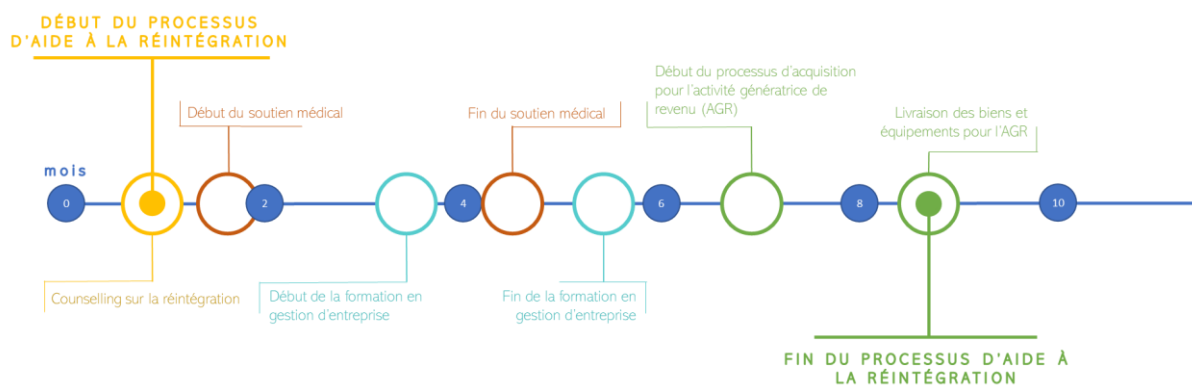 DÉBUT DU PROCESSUS
D'AIDE À LA RÉINTÉGRATION
Début du soutien médical
Fin du soutien médical
Début du processus d'acquisition
pour l'activité génératrice de
revenu (AGR)
Livraison des biens et
équipements pour l'AGR
mois
0
2
4
6
8
10
Counselling sur la réintégration
Début de la formation en
gestion d'entreprise
Fin de la formation en
gestion d'entreprise
FIN DU PROCESSUS D'AIDE À
LA RÉINTÉGRATION